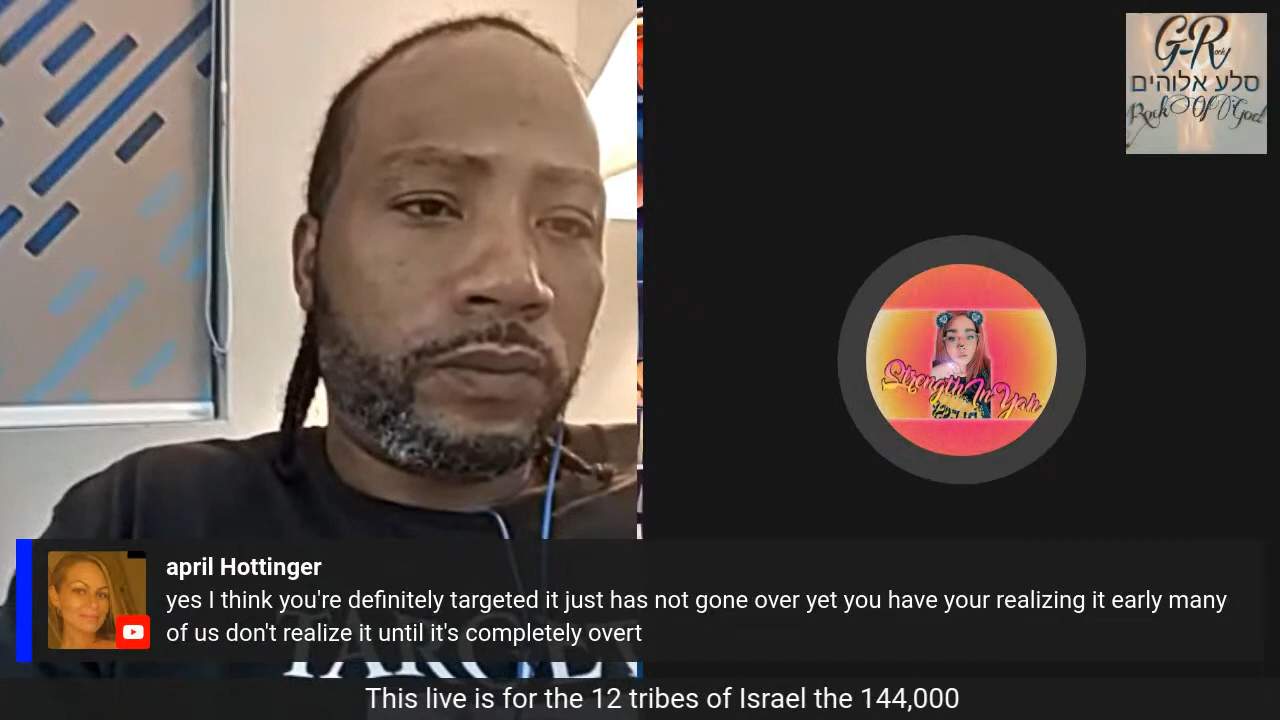 G-Rock
סלע אלוהים
Rock Of God
Strength In Yah
april Hottinger
yes I think you're definitely targeted it just has not gone over yet you have your realizing it early many
of us don't realize it until it's completely overt
TARGET
This live is for the 12 tribes of Israel the 144,000